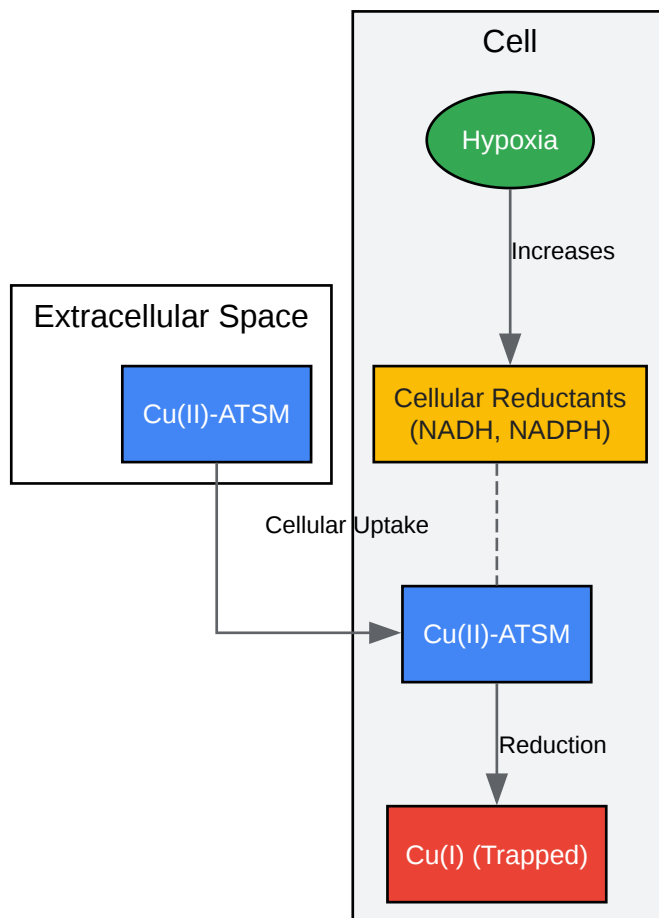 Cell
Hypoxia
Increases
Extracellular Space
Cu(II)-ATSM
Cellular Reductants
(NADH, NADPH)
Cellular Uptake
Cu(II)-ATSM
Reduction
Cu(I) (Trapped)